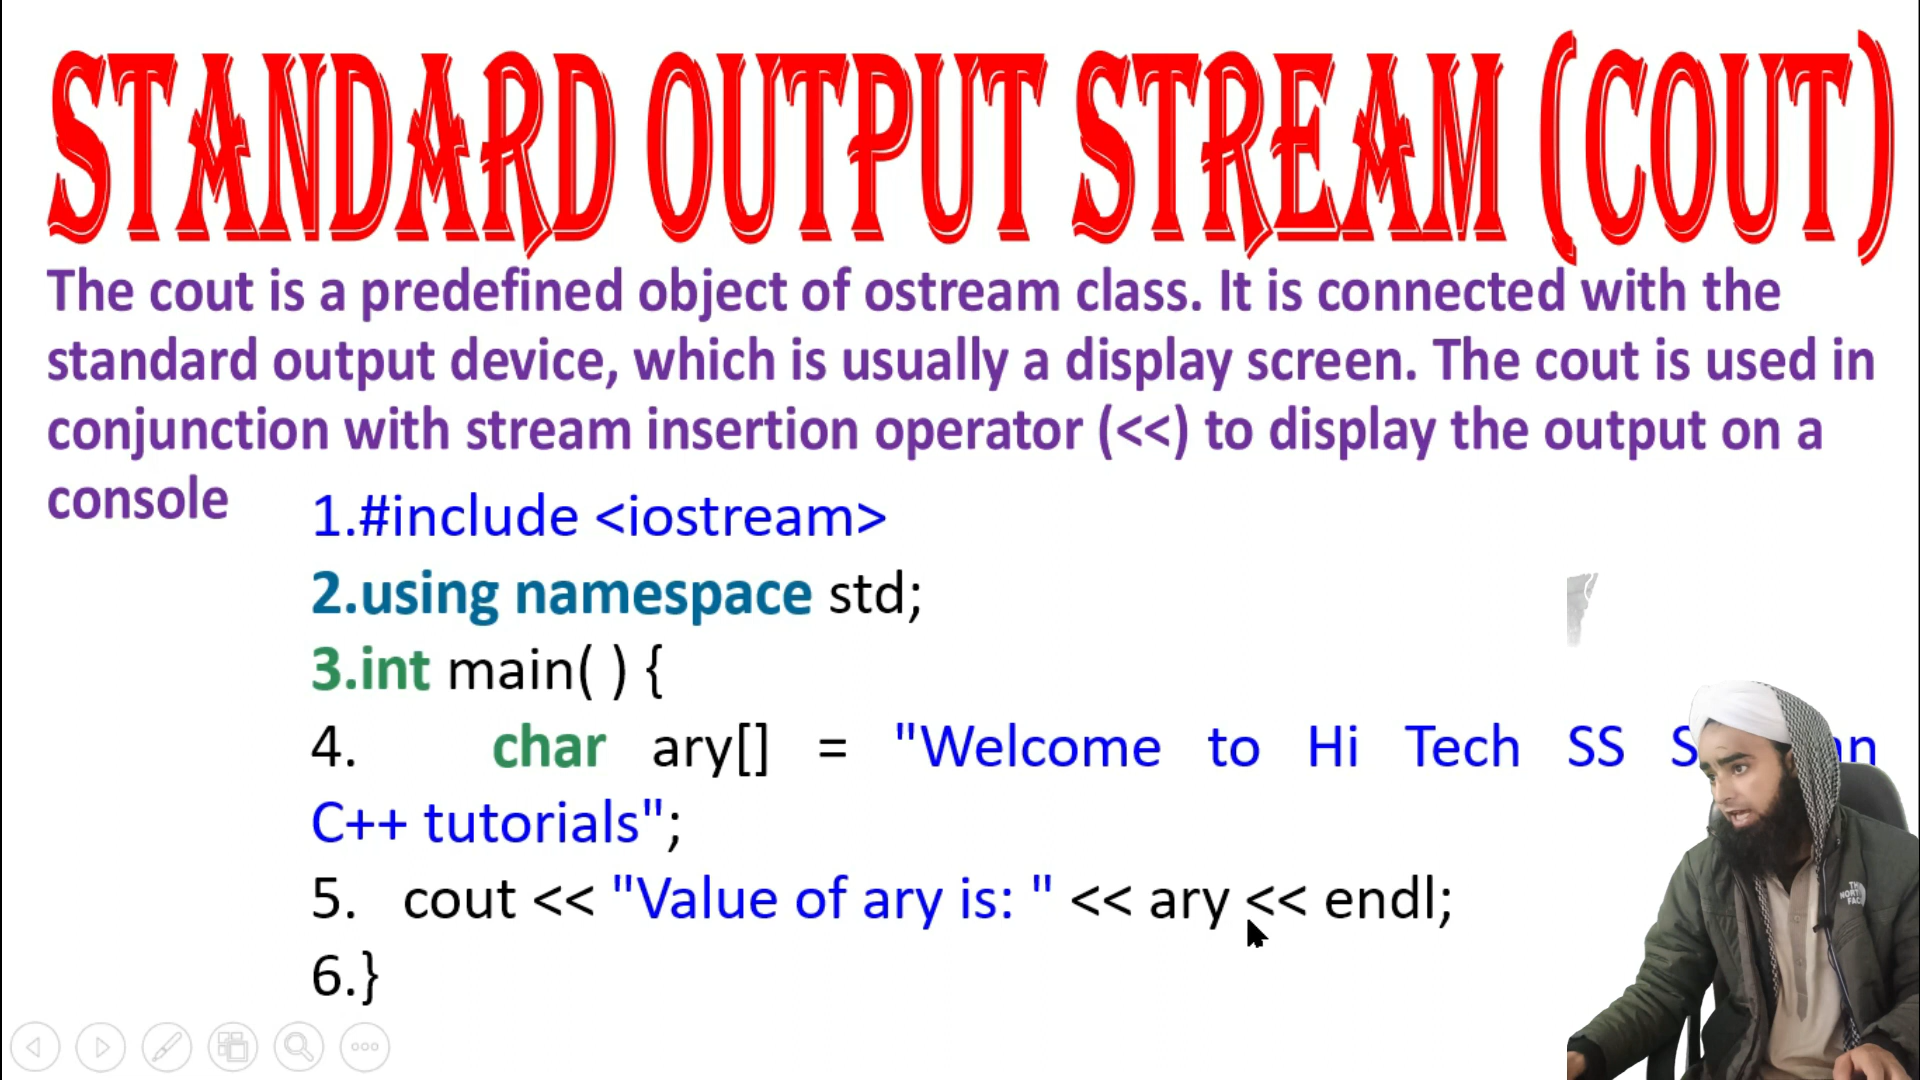 STANDARD OUTPUT STREAM (COUT)
The cout is a predefined object of ostream class. It is connected with the
standard output device, which is usually a display screen. The cout is used in
conjunction with stream insertion operator (<<) to display the output on a
console
1.#include <iostream>
2.using namespace std;
3.int main( ) {
4. char ary[] = "Welcome to Hi Tech SS
C++ tutorials";
5. cout << "Value of ary is: " << ary << endl;
6.}
THE
NORTH
FACE